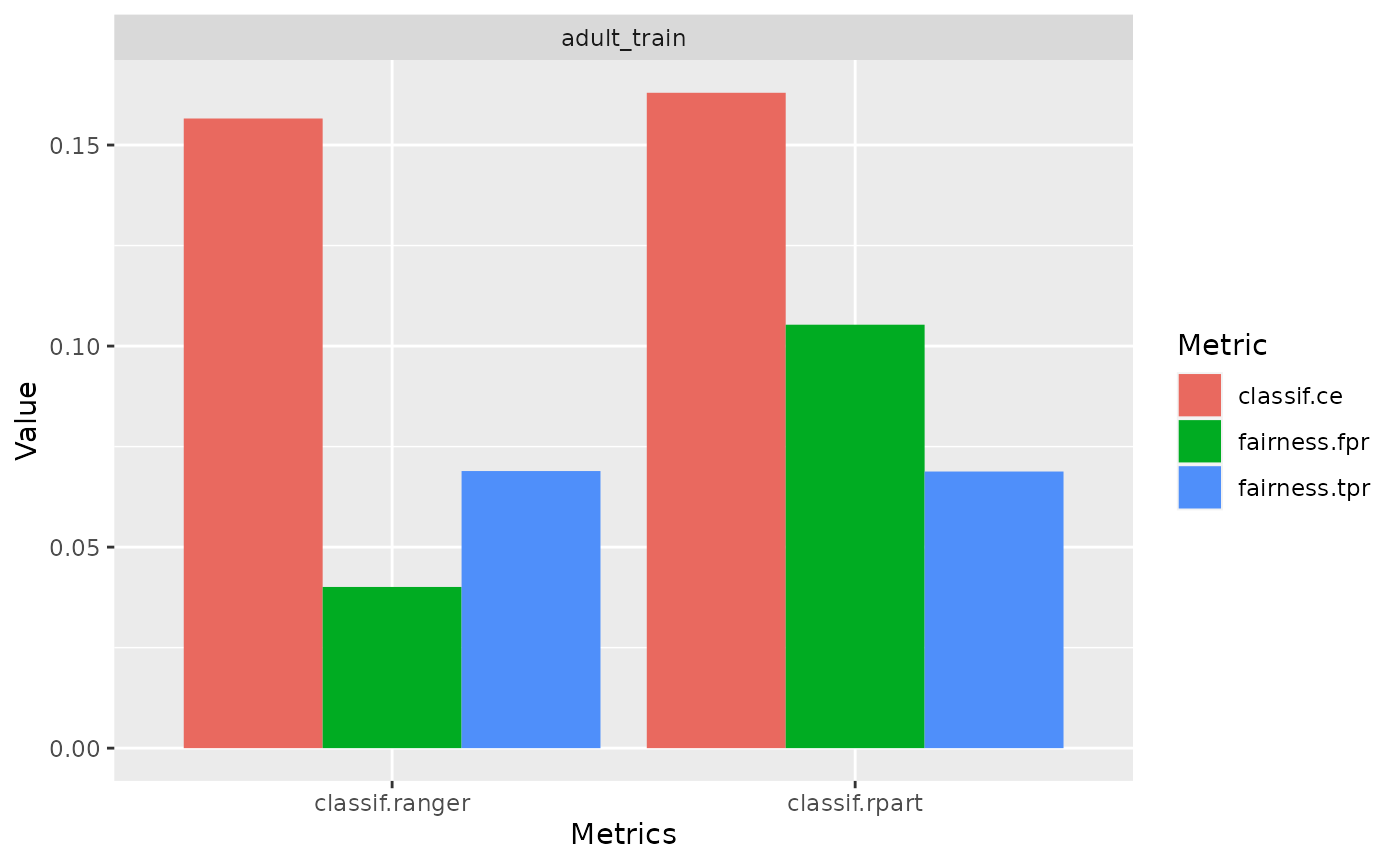 adult_train
0.15
0.10
0.05
0.00
Value
classif.ranger
classif.rpart
Metrics
Metric
classif.ce
fairness.fpr
fairness.tpr